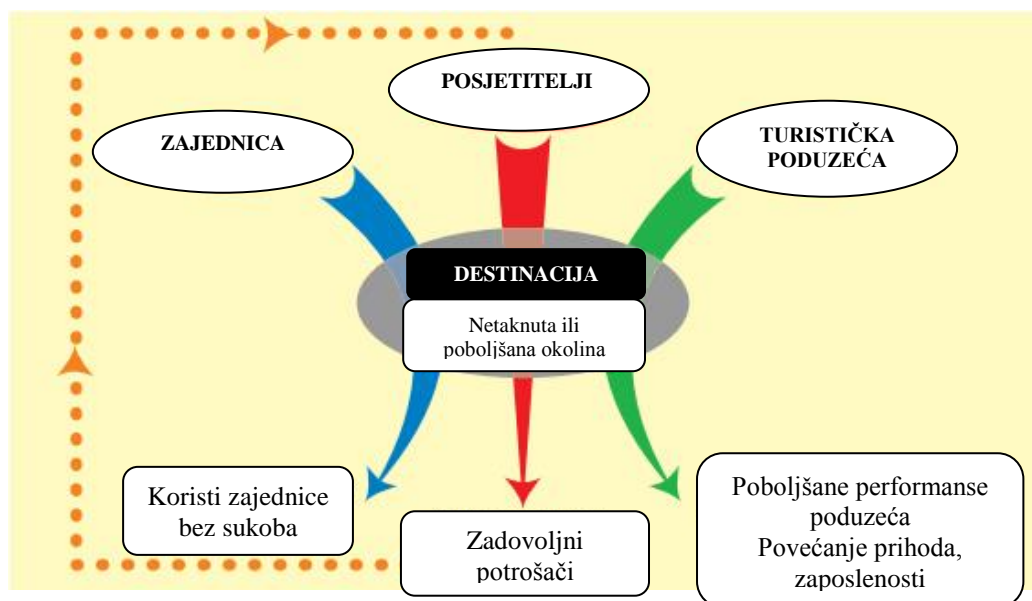 POSJETITELJI
ZAJEDNICA
TURISTIČKA
PODUZEĆA
DESTINACIJA
Netaknuta ili
poboljšana okolina
Koristi zajednice
bez sukoba
Zadovoljni
potrošači
Poboljšane performanse
poduzeća
Povećanje prihoda,
zaposlenosti